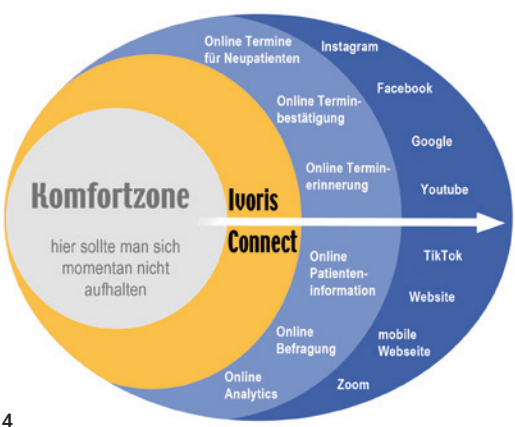 Komfortzone
hier sollte man sich
momentan nicht
aufhalten
Ivoris
Connect
Online Termine
für Neupatienten
Online Termin-
bestätigung
Online Termin-
erinnerung
Online
Patienten-
information
Online
Befragung
Online
Analytics
Instagram
Facebook
Google
Youtube
TikTok
Website
mobile
Webseite
Zoom
4